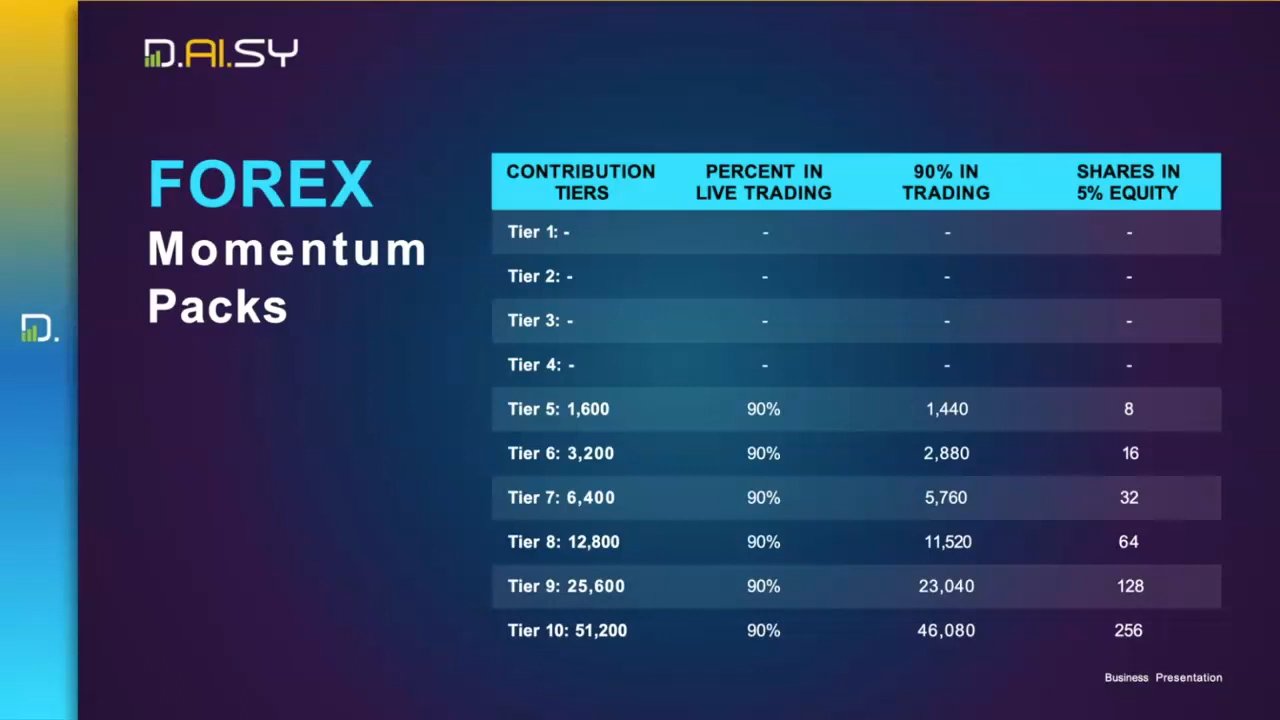 D.AI.SY
FOREX
Momentum
Packs
D.
CONTRIBUTION TIERS PERCENT IN LIVE TRADING 90% IN TRADING SHARES IN 5% EQUITY
Tier 1: - - - -
Tier 2: - - - -
Tier 3: - - - -
Tier 4: - - - -
Tier 5: 1,600 90% 1,440 8
Tier 6: 3,200 90% 2,880 16
Tier 7: 6,400 90% 5,760 32
Tier 8: 12,800 90% 11,520 64
Tier 9: 25,600 90% 23,040 128
Tier 10: 51,200 90% 46,080 256
Business Presentation